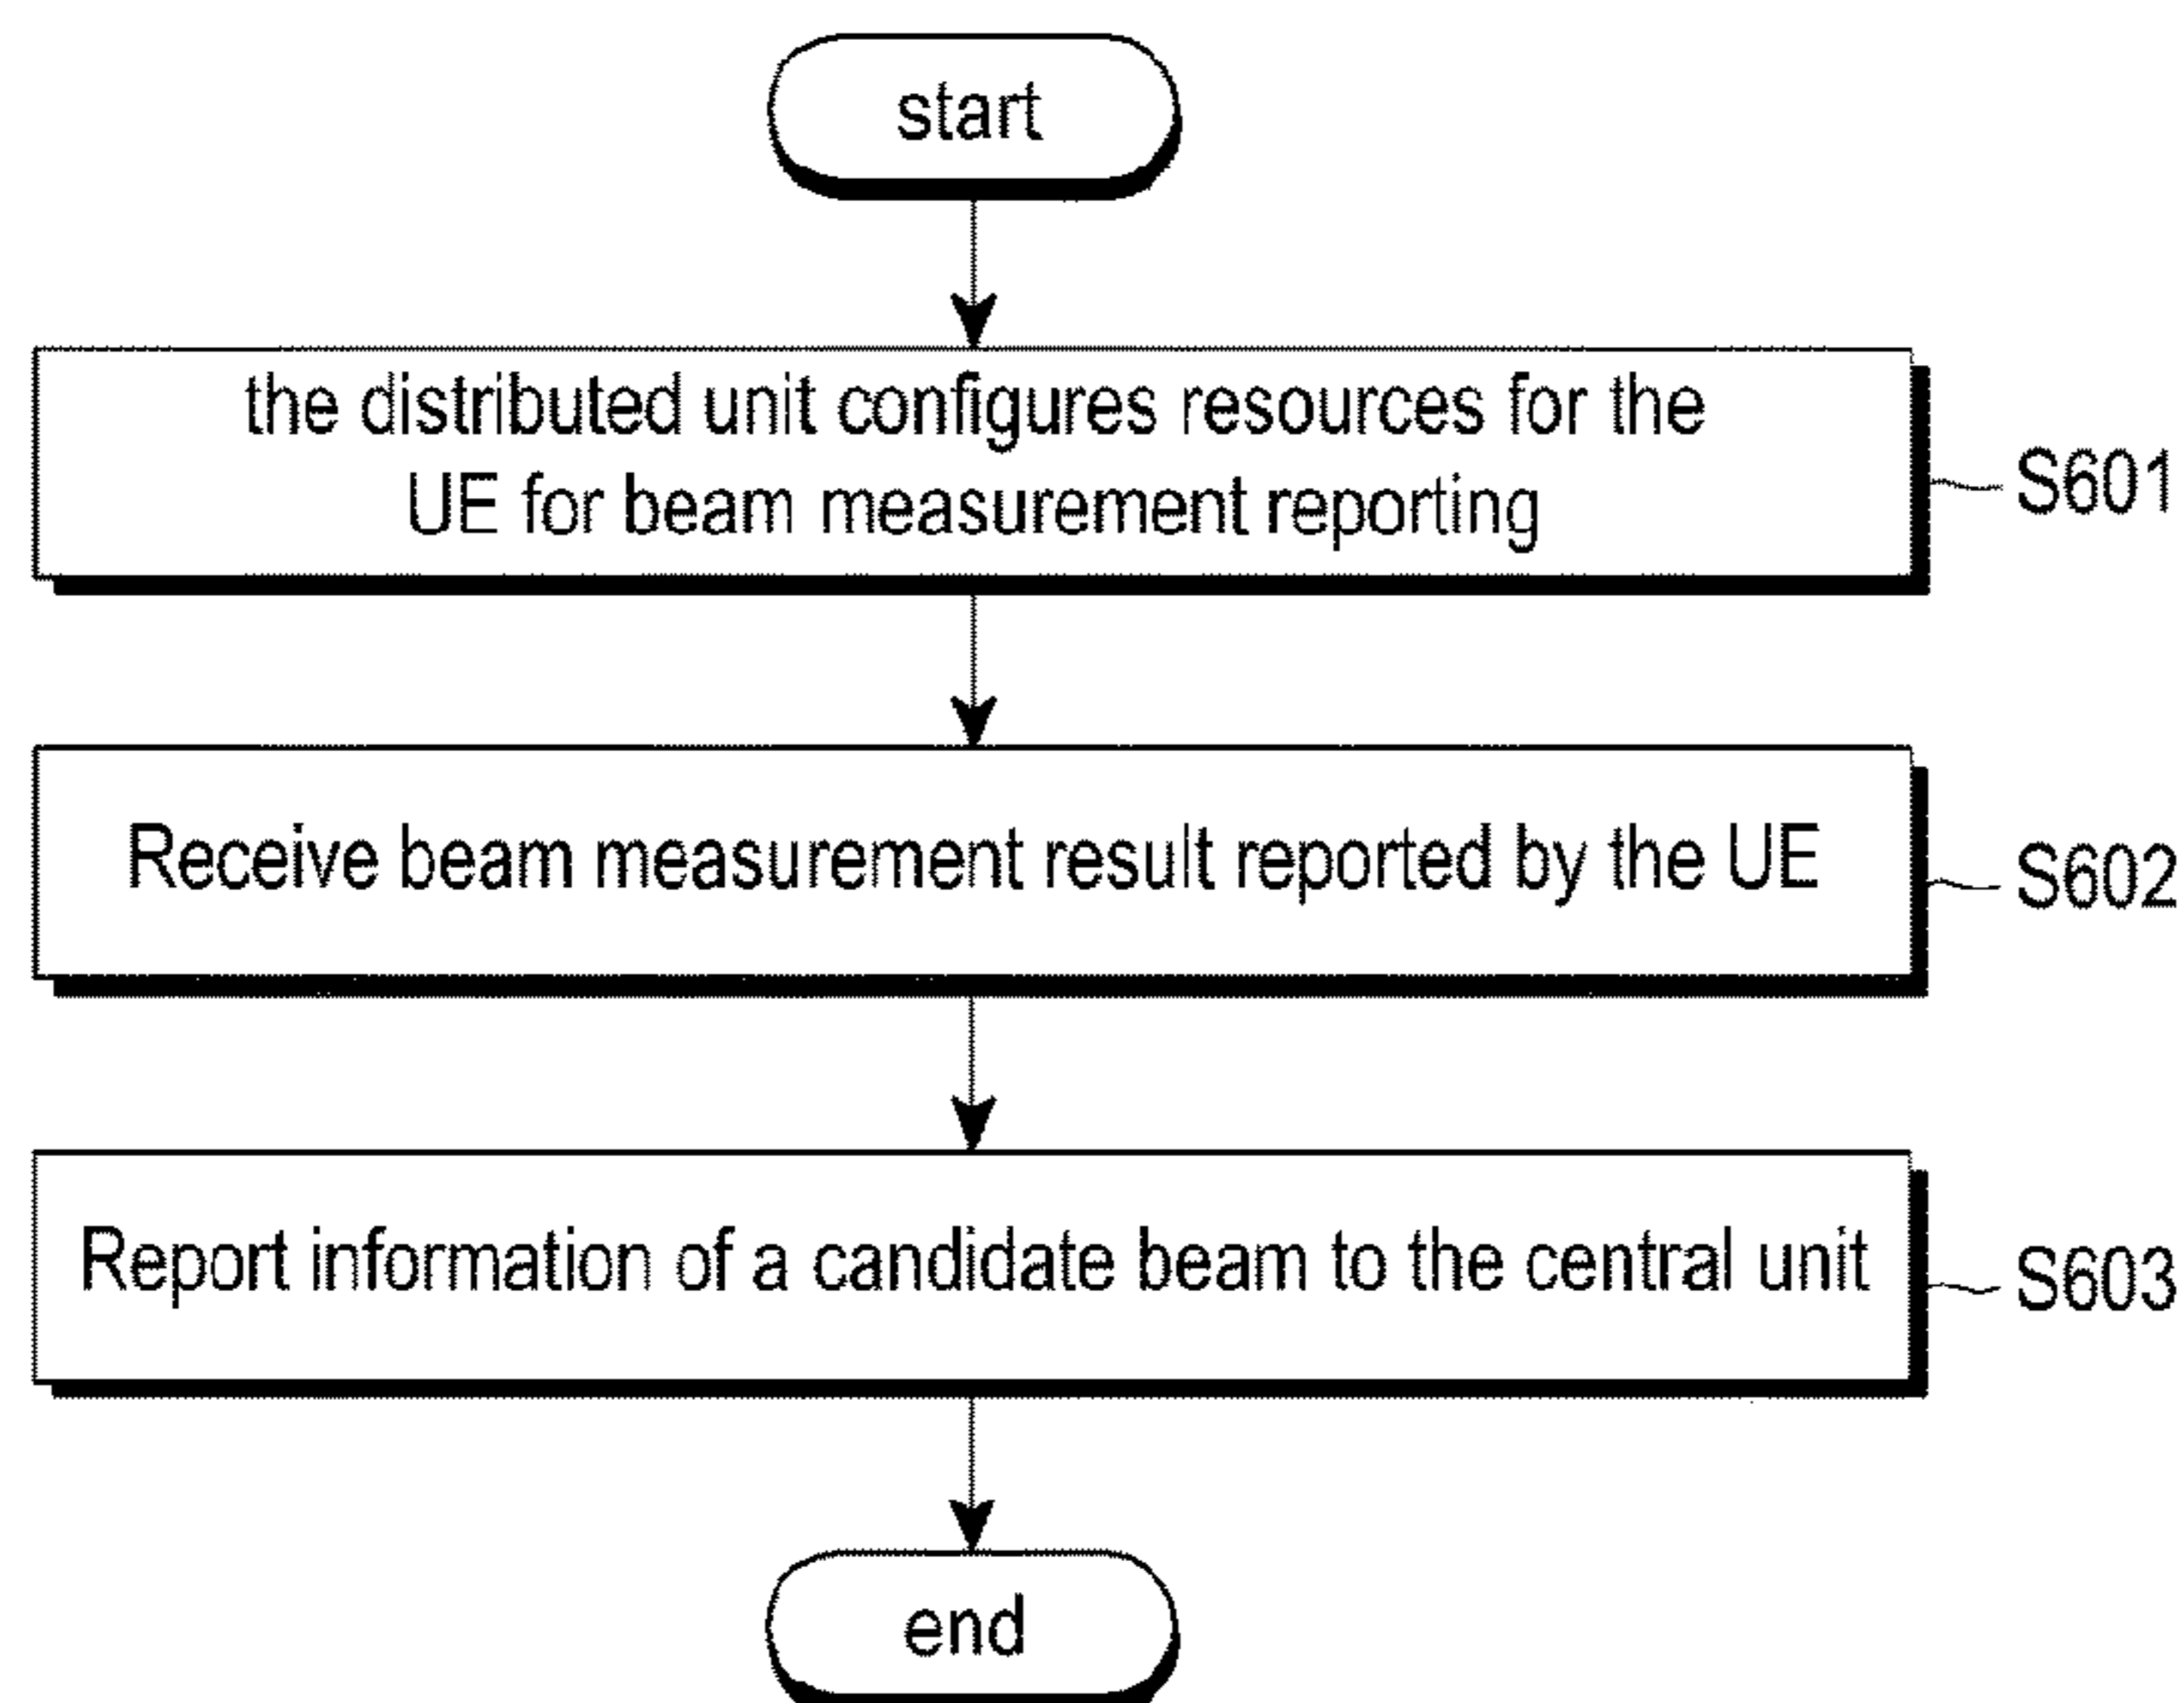 start
the distributed unit configures resources for the
UE for beam measurement reporting
S601
Receive beam measurement result reported by the UE
S602
Report information of a candidate beam to the central unit
S603
end